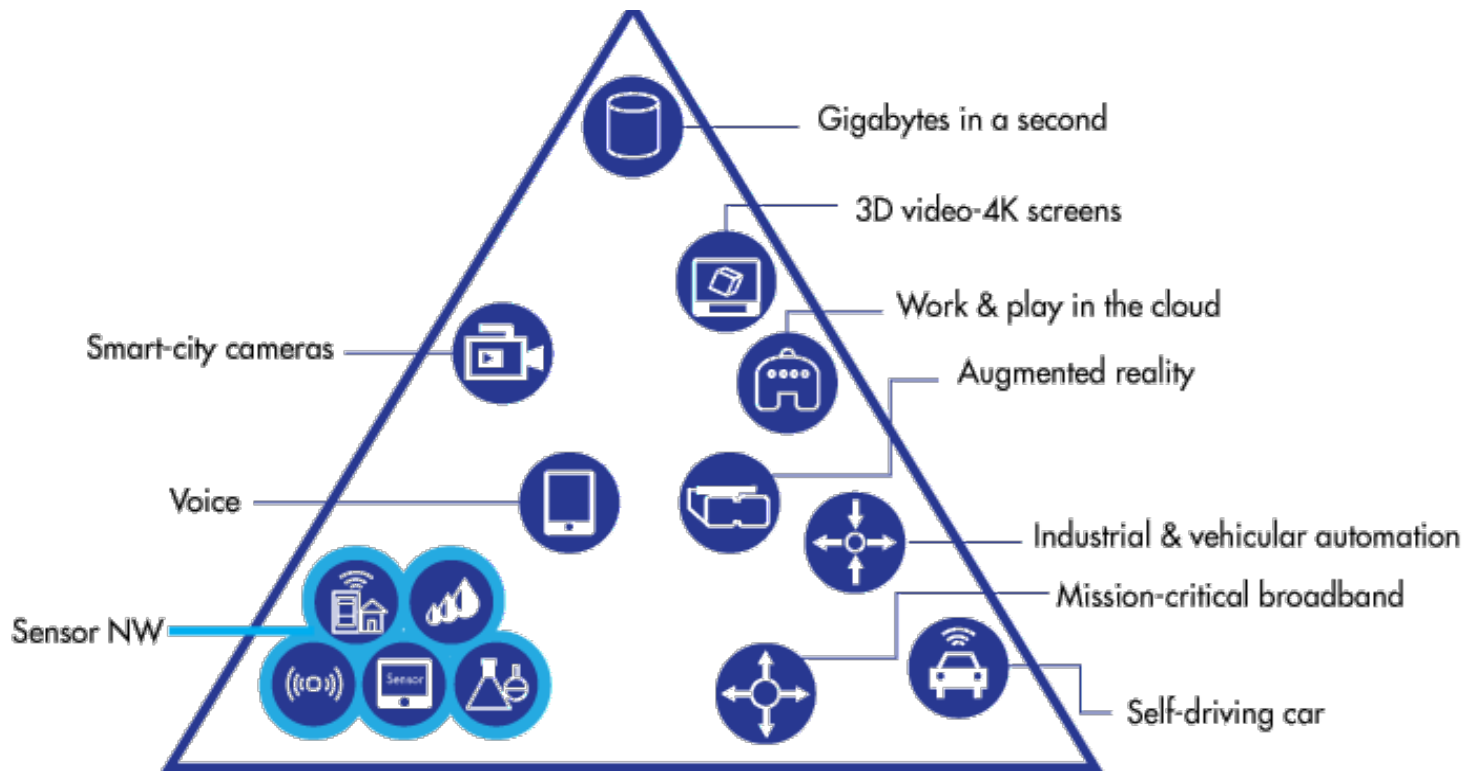 Gigabytes in a second
3D video-4K screens
Work & play in the cloud
Smart-city cameras
Augmented reality
Voice
Industrial & vehicular automation
Mission-critical broadband
Sensor NW
Sensor
Self-driving car